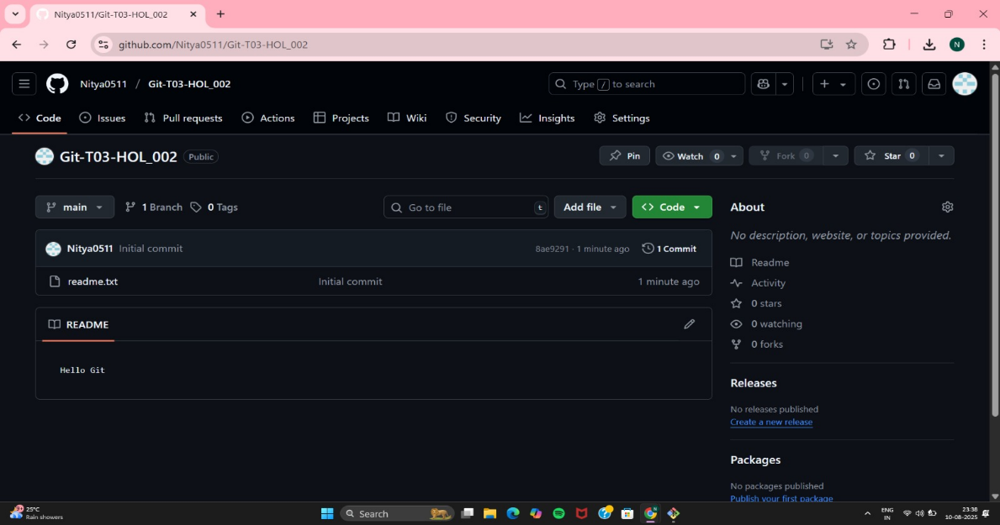 Nitya0511/Git-T03-HOL_002
github.com/Nitya0511/Git-T03-HOL_002
N
Nitya0511 / Git-T03-HOL_002
Type / to search
Code Issues Pull requests Actions Projects Wiki Security Insights Settings
Git-T03-HOL_002 Public
Pin Watch 0 Fork 0 Star 0
main 1 Branch 0 Tags Go to file t Add file Code
About
No description, website, or topics provided.
Nitya0511 Initial commit 8ae9291 · 1 minute ago 1 Commit
readme.txt Initial commit 1 minute ago
README
Hello Git
Readme
Activity
0 stars
0 watching
0 forks
Releases
No releases published
Create a new release
Packages
No packages published
Publish your first package
25°C
Rain showers
Search
ENG
IN
23:38
10-08-2025